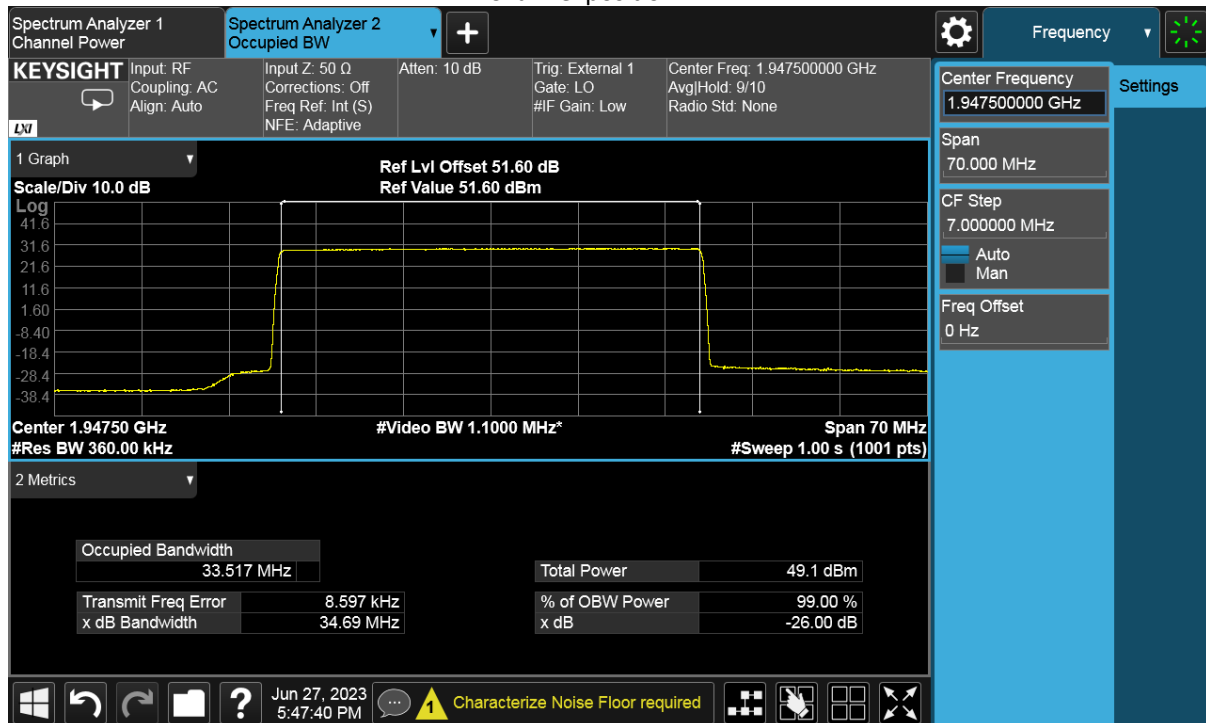 Spectrum Analyzer 1
Channel Power
Spectrum Analyzer 2
Occupied BW
+
Frequency
KEYSIGHT
LXI
Input: RF
Coupling: AC
Align: Auto
Input Z: 50 Ω
Corrections: Off
Freq Ref: Int (S)
NFE: Adaptive
Atten: 10 dB
Trig: External 1
Gate: LO
#IF Gain: Low
Center Freq: 1.947500000 GHz
Avg|Hold: 9/10
Radio Std: None
Center Frequency
1.947500000 GHz
Settings
Span
70.000 MHz
CF Step
7.000000 MHz
Auto
Man
Freq Offset
0 Hz
1 Graph
Scale/Div 10.0 dB
Ref Lvl Offset 51.60 dB
Ref Value 51.60 dBm
Log
41.6
31.6
21.6
11.6
1.60
-8.40
-18.4
-28.4
-38.4
Center 1.94750 GHz
#Video BW 1.1000 MHz*
Span 70 MHz
#Res BW 360.00 kHz
#Sweep 1.00 s (1001 pts)
2 Metrics
Occupied Bandwidth
33.517 MHz
Total Power 49.1 dBm
Transmit Freq Error 8.597 kHz
% of OBW Power 99.00 %
x dB Bandwidth 34.69 MHz
x dB -26.00 dB
?
Jun 27, 2023
5:47:40 PM
1
Characterize Noise Floor required